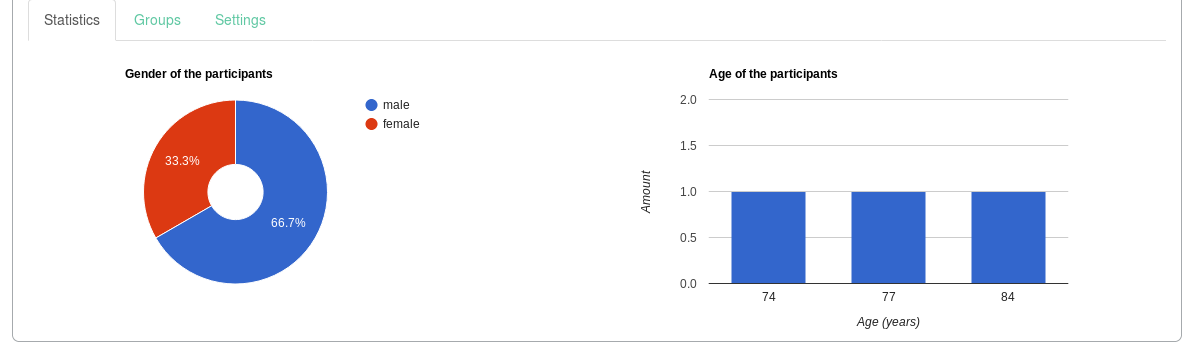 Statistics Groups Settings
Gender of the participants
male
female
33.3%
66.7%
Age of the participants
2.0
1.5
1.0
0.5
0.0
Amount
74 77 84
Age (years)